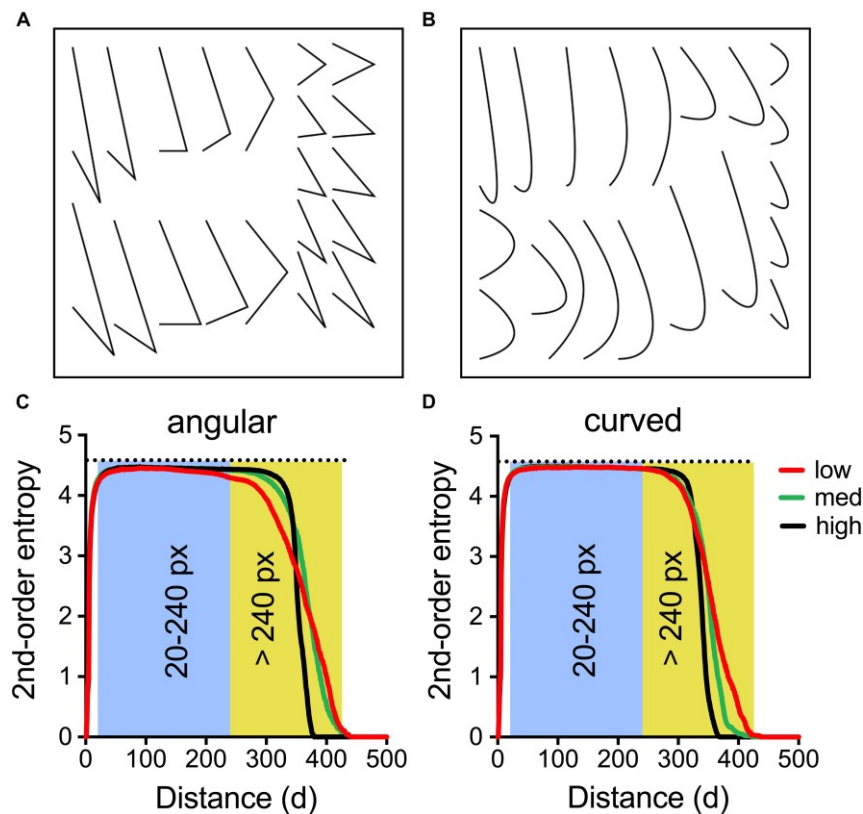 A
B
C
angular
5
4
3
2
1
0
2nd-order entropy
20-240 px
> 240 px
0 100 200 300 400 500
Distance (d)
D
curved
5
4
3
2
1
0
2nd-order entropy
20-240 px
> 240 px
0 100 200 300 400 500
Distance (d)
low
med
high